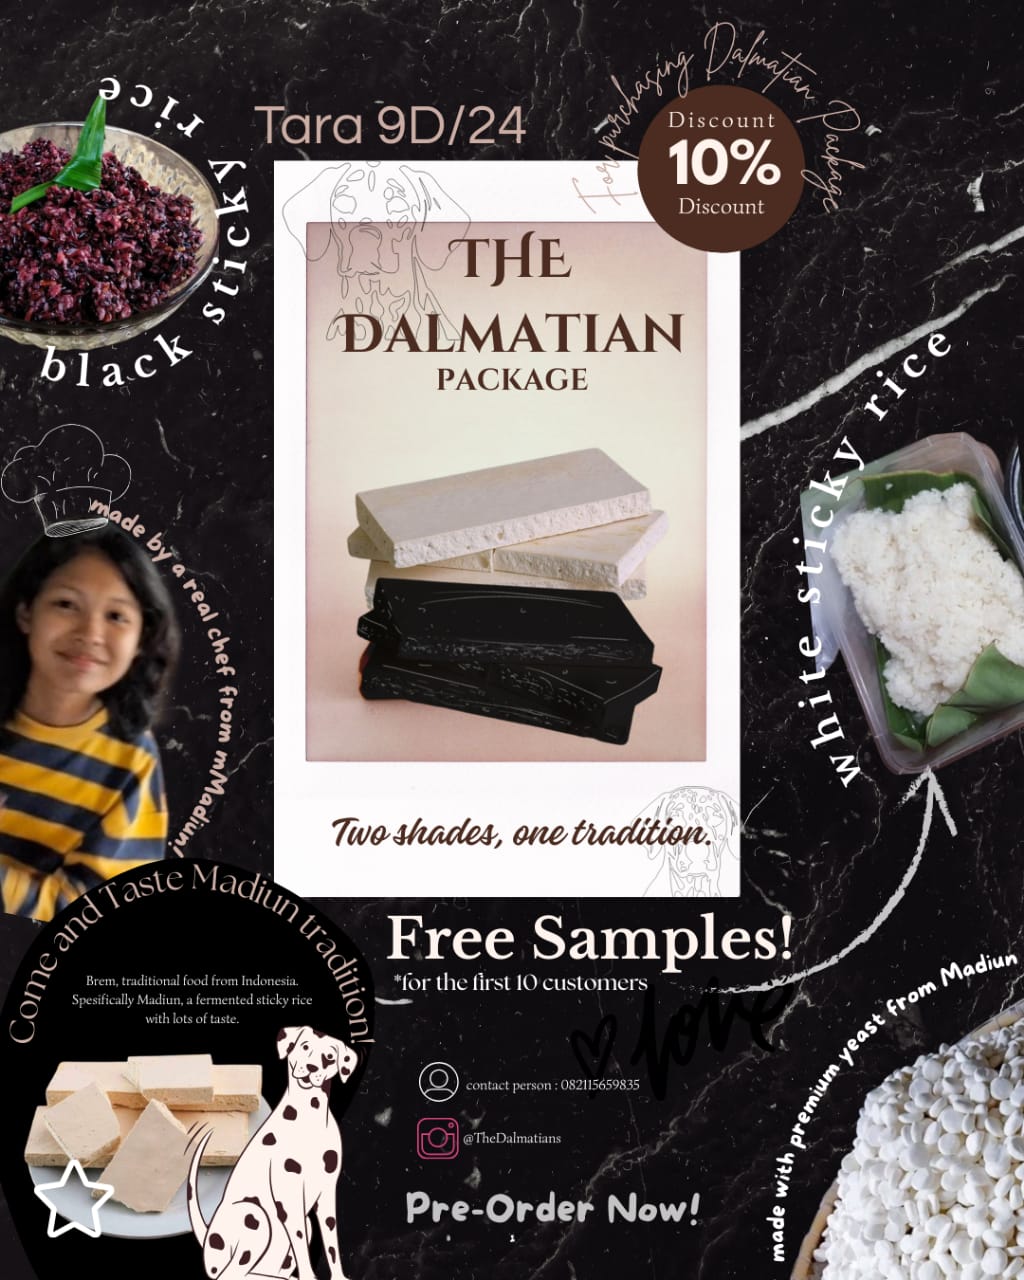 For purchasing Dalmatian Package
Discount
10%
Discount
Tara 9D/24
black sticky rice
THE
DALMATIAN
PACKAGE
white sticky rice
made by a real chef from mMadiun!
Two shades, one tradition.
Come and Taste Madiun tradition!
Brem, traditional food from Indonesia.
Spesifically Madiun, a fermented sticky rice
with lots of taste.
Free Samples!
*for the first 10 customers
love
contact person : 082115659835
@TheDalmatians
Pre-Order Now!
1
made with premium yeast from Madiun